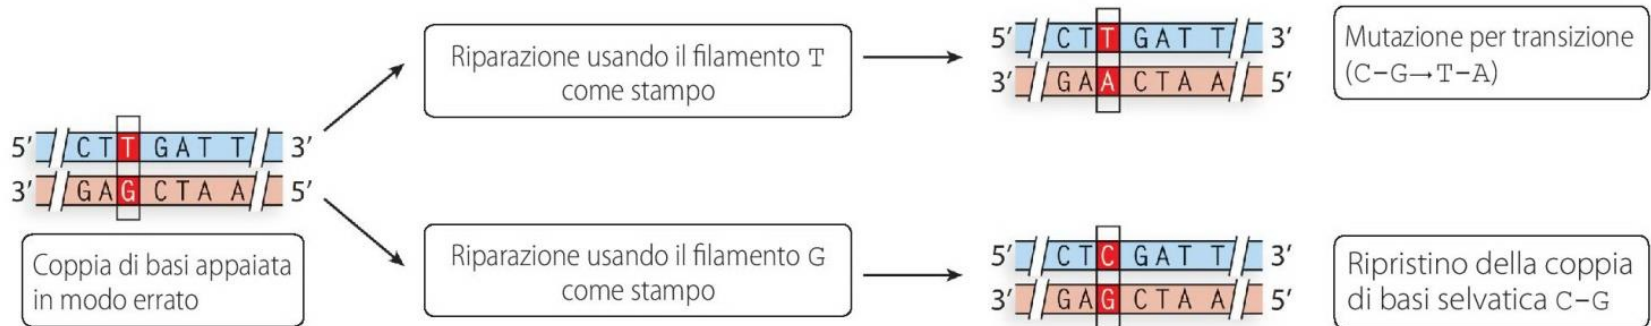 5′ CTTGATT 3′
3′ GAGCTAA 5′
Coppia di basi appaiata
in modo errato
Riparazione usando il filamento T
come stampo
5′ CTTGATT 3′
3′ GAACTAA 5′
Mutazione per transizione
(C–G→T–A)
Riparazione usando il filamento G
come stampo
5′ CTCGATT 3′
3′ GAGCTAA 5′
Ripristino della coppia
di basi selvatica C–G